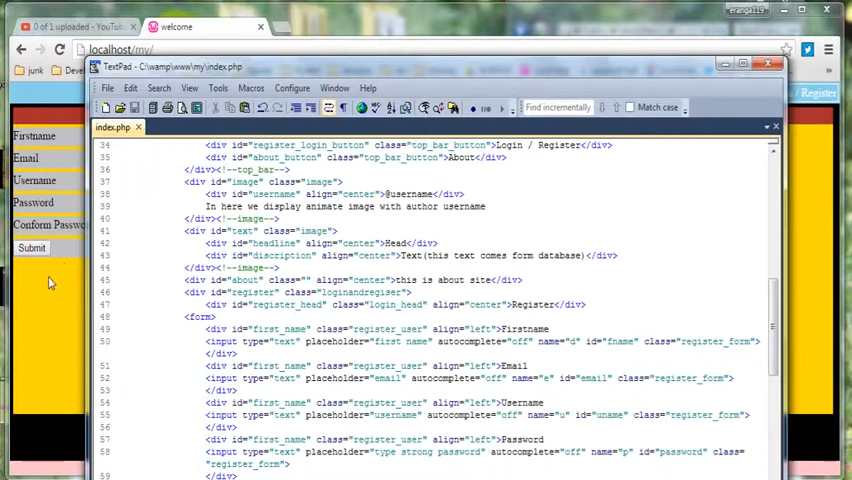 eranga119
0 of 1 uploaded - YouTub
welcome
localhost/my/
junk
Devel
/ Register
Firstname
Email
Username
Password
Conform Passwo
Submit
TextPad - C:\wamp\www\my\index.php
File Edit Search View Tools Macros Configure Window Help
Find incrementally
Match case
index.php
34 <div id="register_login_button" class="top_bar_button">Login / Register</div>
35 <div id="about_button" class="top_bar_button">About</div>
36 </div><!--top_bar-->
37 <div id="image" class="image">
38 <div id="username" align="center">@username</div>
39 In here we display animate image with author username
40 </div><!--image-->
41 <div id="text" class="image">
42 <div id="headline" align="center">Head</div>
43 <div id="discription" align="center">Text(this text comes form database)</div>
44 </div><!--image-->
45 <div id="about" class="" align="center">this is about site</div>
46 <div id="register" class="loginandregiser">
47 <div id="register_head" class="login_head" align="center">Register</div>
48 <form>
49 <div id="first_name" class="register_user" align="left">Firstname
50 <input type="text" placeholder="first name" autocomplete="off" name="d" id="fname" class="register_form">
</div>
51 <div id="first_name" class="register_user" align="left">Email
52 <input type="text" placeholder="email" autocomplete="off" name="e" id="email" class="register_form">
53 </div>
54 <div id="first_name" class="register_user" align="left">Username
55 <input type="text" placeholder="username" autocomplete="off" name="u" id="uname" class="register_form">
56 </div>
57 <div id="first_name" class="register_user" align="left">Password
58 <input type="text" placeholder="type strong password" autocomplete="off" name="p" id="password" class=
"register_form">
59 </div>